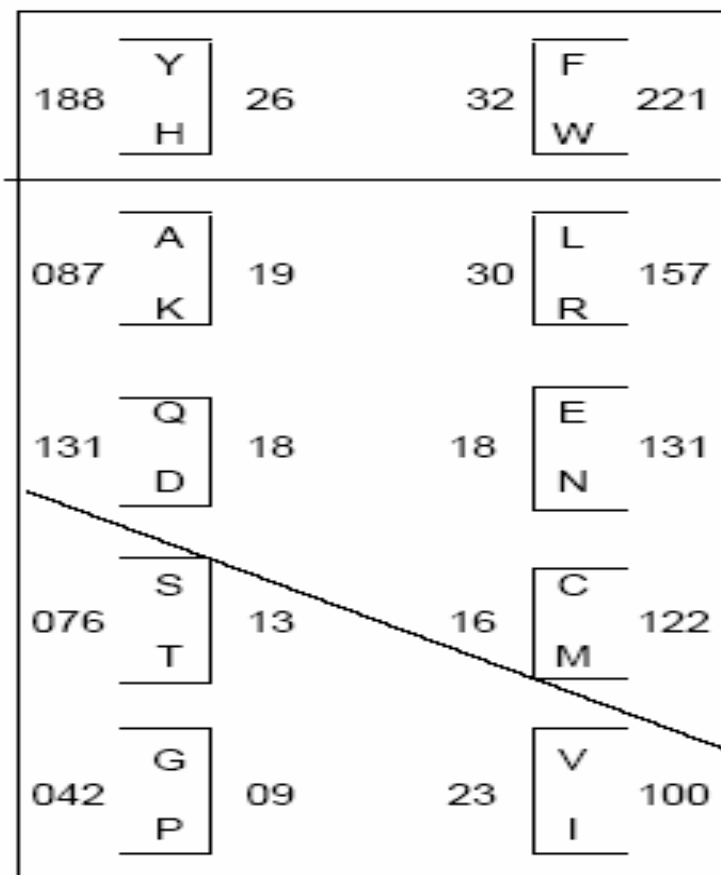 Y F
188 26 32 221
H W
A L
087 19 30 157
K R
Q E
131 18 18 131
D N
S C
076 13 16 122
T M
G V
042 09 23 100
P I